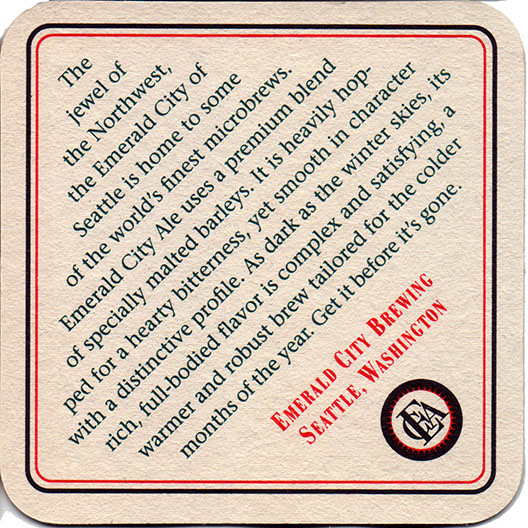 The
jewel of
the Northwest,
the Emerald City of
Seattle is home to some
of the world's finest microbrews.
Emerald City Ale uses a premium blend
of specially malted barleys. It is heavily hop-
ped for a hearty bitterness, yet smooth in character
with a distinctive profile. As dark as the winter skies, its
rich, full-bodied flavor is complex and satisfying, a
warmer and robust brew tailored for the colder
months of the year. Get it before it's gone.
EMERALD CITY BREWING
SEATTLE, WASHINGTON